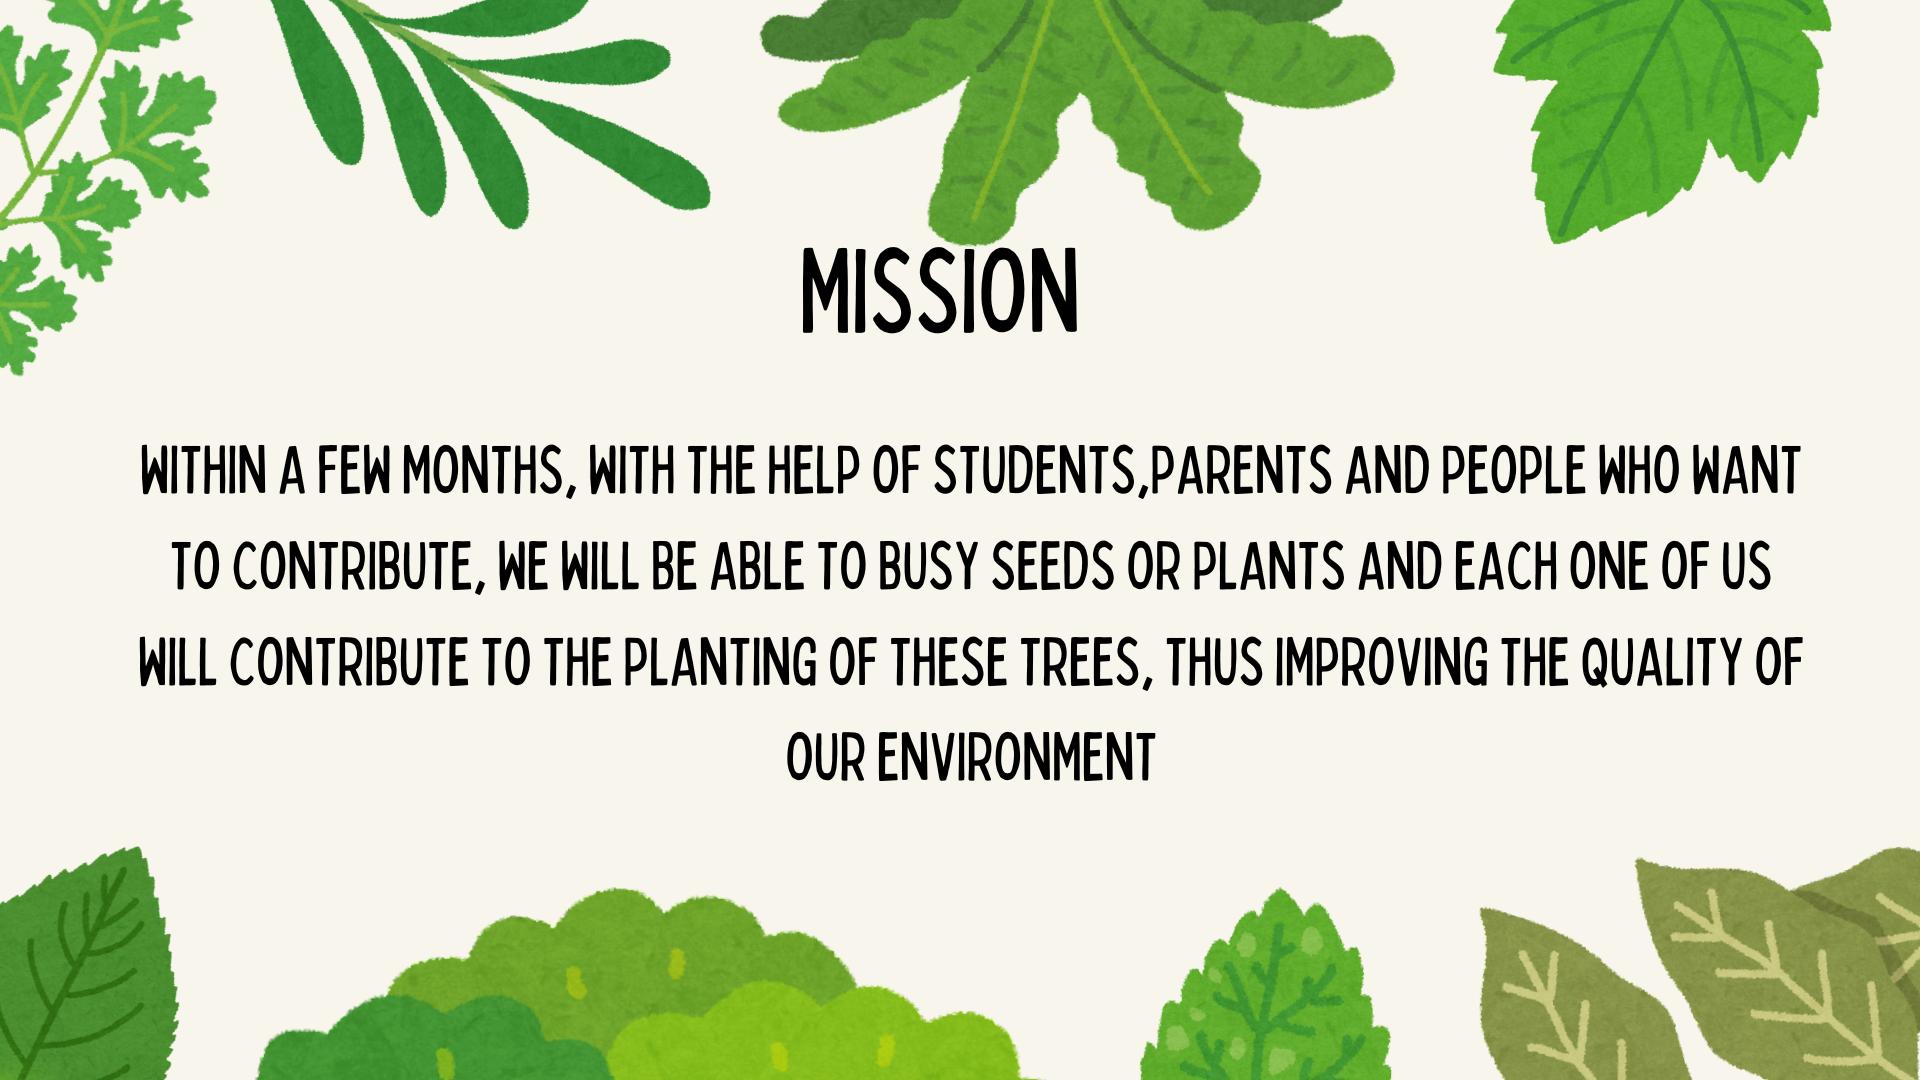 MISSION
WITHIN A FEW MONTHS, WITH THE HELP OF STUDENTS,PARENTS AND PEOPLE WHO WANT
TO CONTRIBUTE, WE WILL BE ABLE TO BUSY SEEDS OR PLANTS AND EACH ONE OF US
WILL CONTRIBUTE TO THE PLANTING OF THESE TREES, THUS IMPROVING THE QUALITY OF
OUR ENVIRONMENT